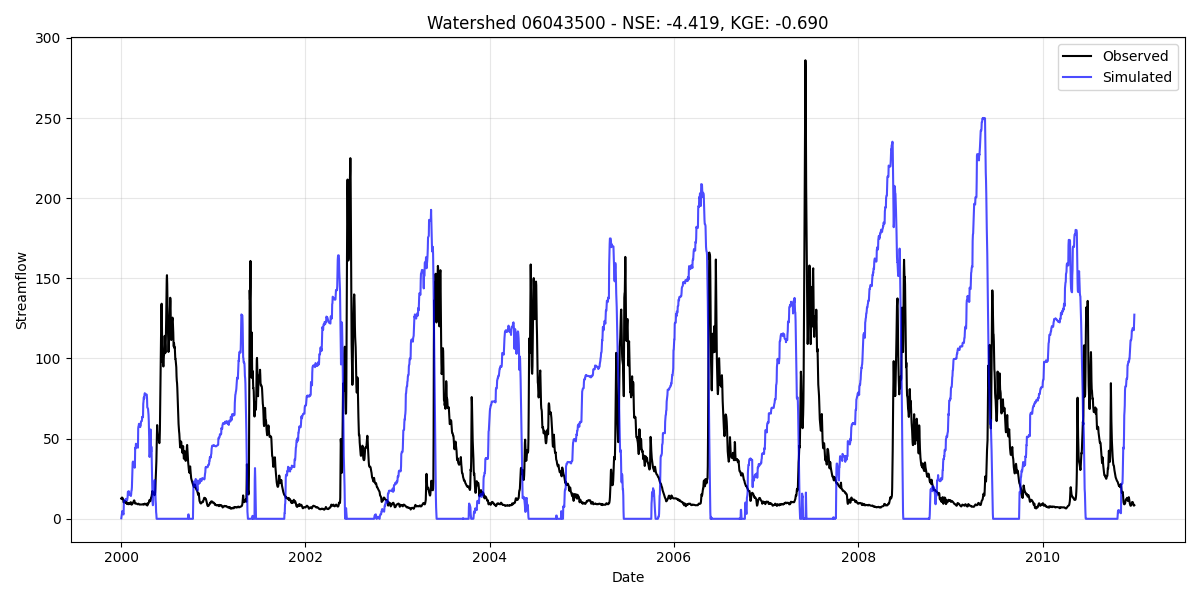 Watershed 06043500 - NSE: -4.419, KGE: -0.690
300
250
200
150
100
50
0
Streamflow
Observed
Simulated
2000 2002 2004 2006 2008 2010
Date